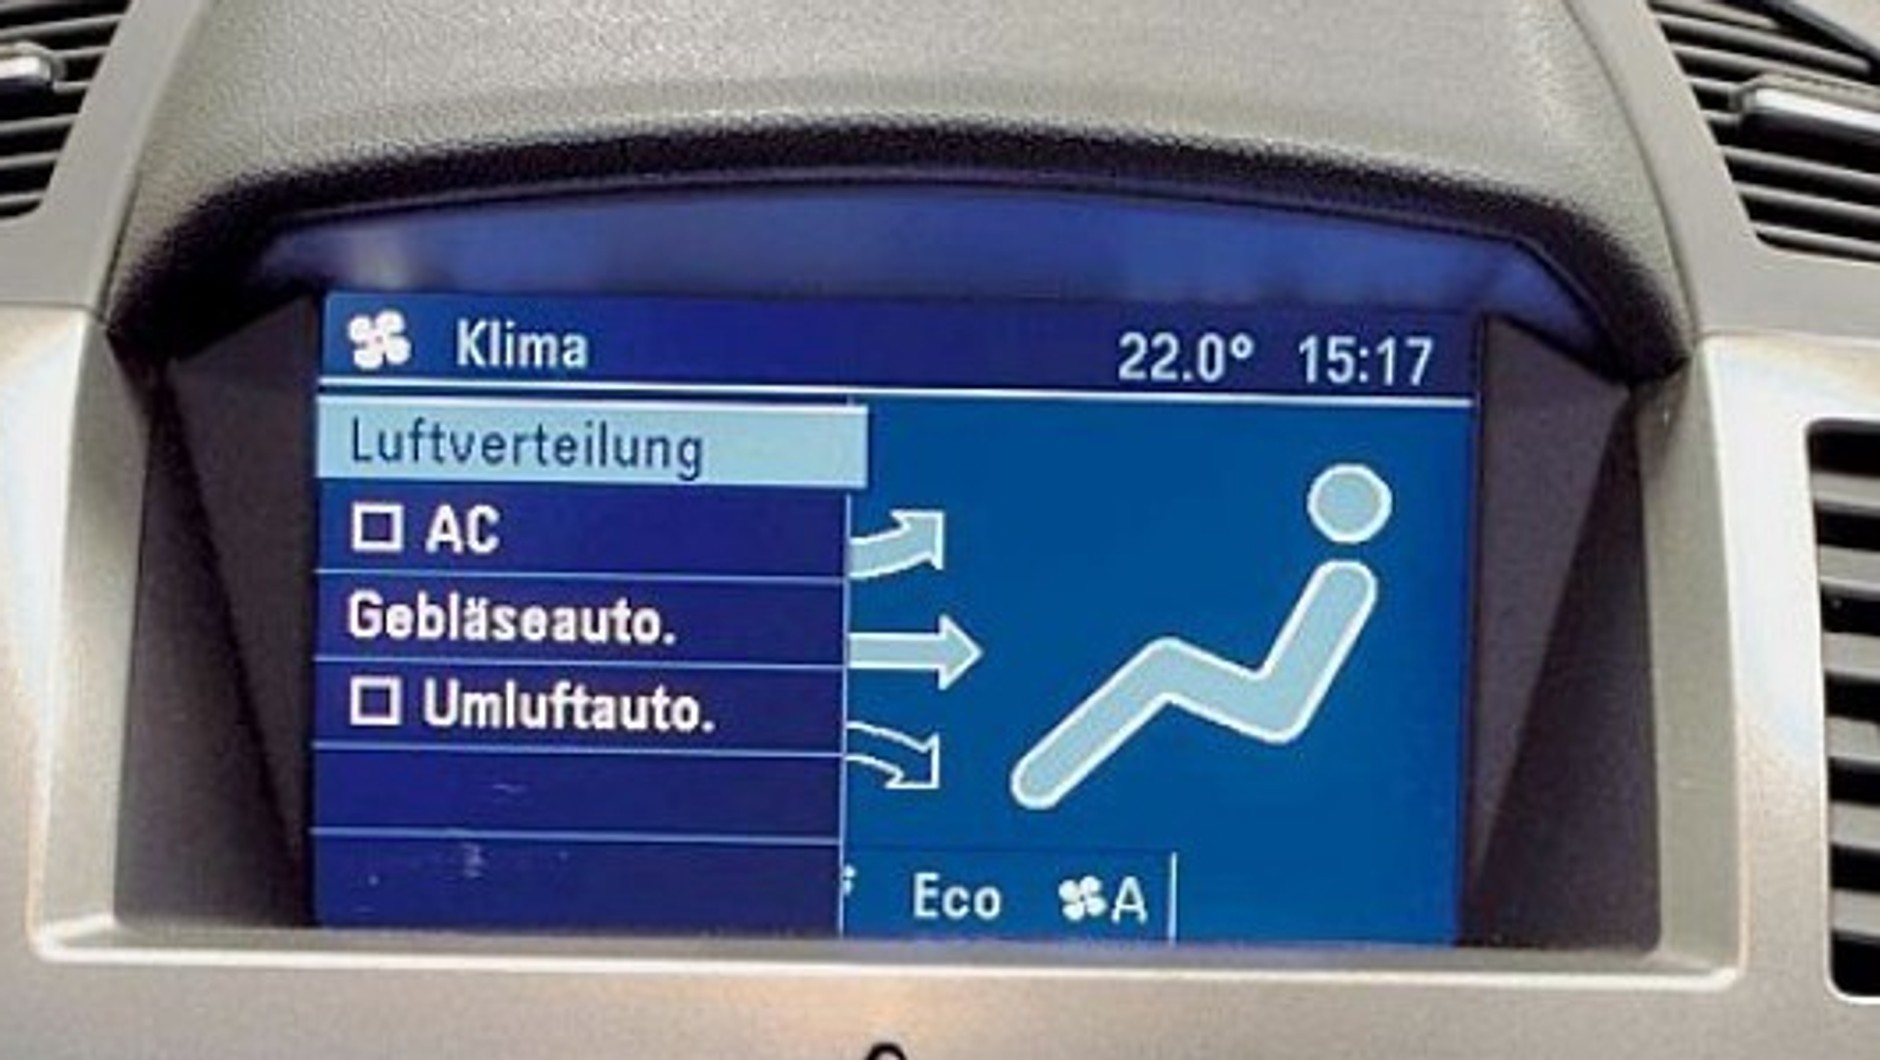 Klima 22.0° 15:17
Luftverteilung
AC
Gebläseauto.
Umluftauto.
Eco A